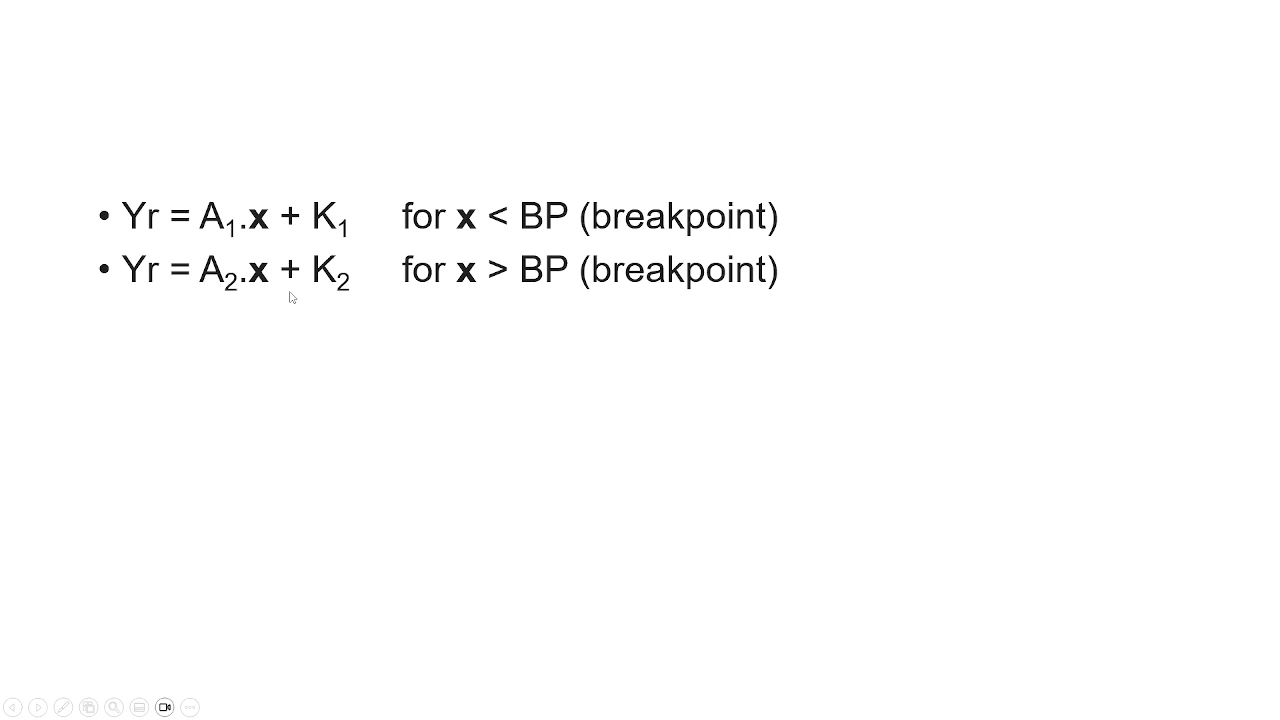 • Yr = A₁.x + K₁ for x < BP (breakpoint)
• Yr = A₂.x + K₂ for x > BP (breakpoint)